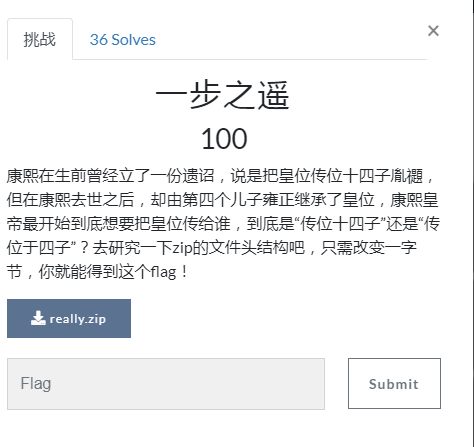 挑战 36 Solves ×
一步之遥
100
康熙在生前曾经立了一份遗诏，说是把皇位传位十四子胤禵，
但在康熙去世之后，却由第四个儿子雍正继承了皇位，康熙皇
帝最开始到底想要把皇位传给谁，到底是“传位十四子”还是“传
位于四子”？去研究一下zip的文件头结构吧，只需改变一字
节，你就能得到这个flag！
really.zip
Flag Submit